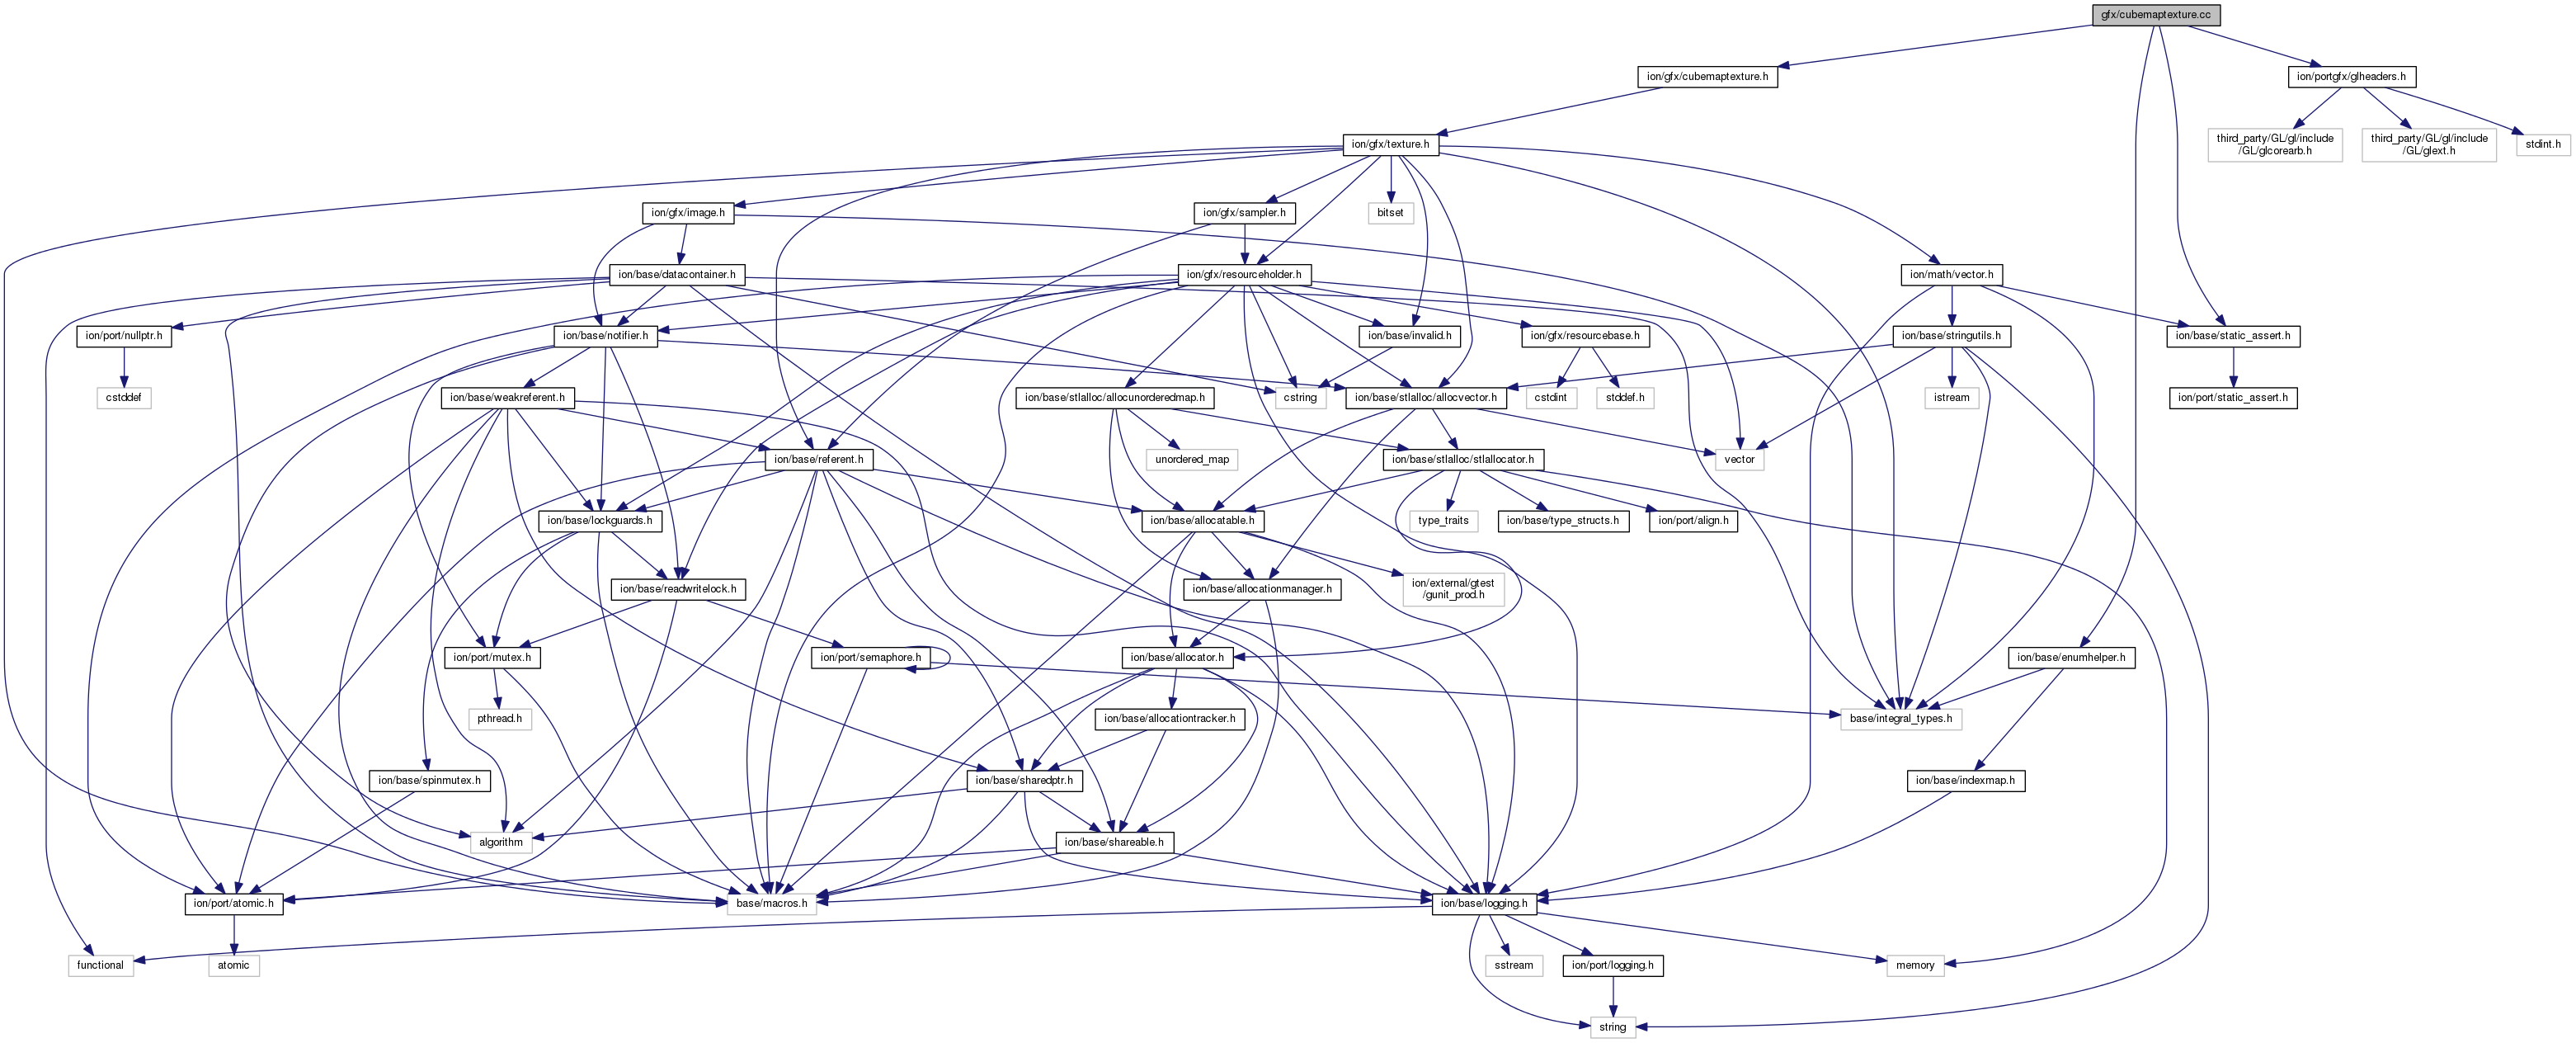 gfx/cubemaptexture.cc
ion/gfx/cubemaptexture.h
ion/portgfx/glheaders.h
ion/gfx/texture.h
third_party/GL/gl/include
/GL/glcorearb.h
third_party/GL/gl/include
/GL/glext.h
stdint.h
ion/gfx/image.h
ion/gfx/sampler.h
bitset
ion/base/datacontainer.h
ion/gfx/resourceholder.h
ion/math/vector.h
ion/port/nullptr.h
ion/base/notifier.h
ion/base/invalid.h
ion/gfx/resourcebase.h
ion/base/stringutils.h
ion/base/static_assert.h
cstddef
ion/base/weakreferent.h
ion/base/stlalloc/allocunorderedmap.h
cstring
ion/base/stlalloc/allocvector.h
cstdint
stddef.h
istream
ion/port/static_assert.h
ion/base/referent.h
unordered_map
ion/base/stlalloc/stlallocator.h
vector
ion/base/lockguards.h
ion/base/allocatable.h
type_traits
ion/base/type_structs.h
ion/port/align.h
ion/base/readwritelock.h
ion/base/allocationmanager.h
ion/external/gtest
/gunit_prod.h
ion/port/mutex.h
ion/port/semaphore.h
ion/base/allocator.h
ion/base/enumhelper.h
pthread.h
ion/base/allocationtracker.h
base/integral_types.h
ion/base/spinmutex.h
ion/base/sharedptr.h
ion/base/indexmap.h
algorithm
ion/base/shareable.h
ion/port/atomic.h
base/macros.h
ion/base/logging.h
functional
atomic
sstream
ion/port/logging.h
memory
string